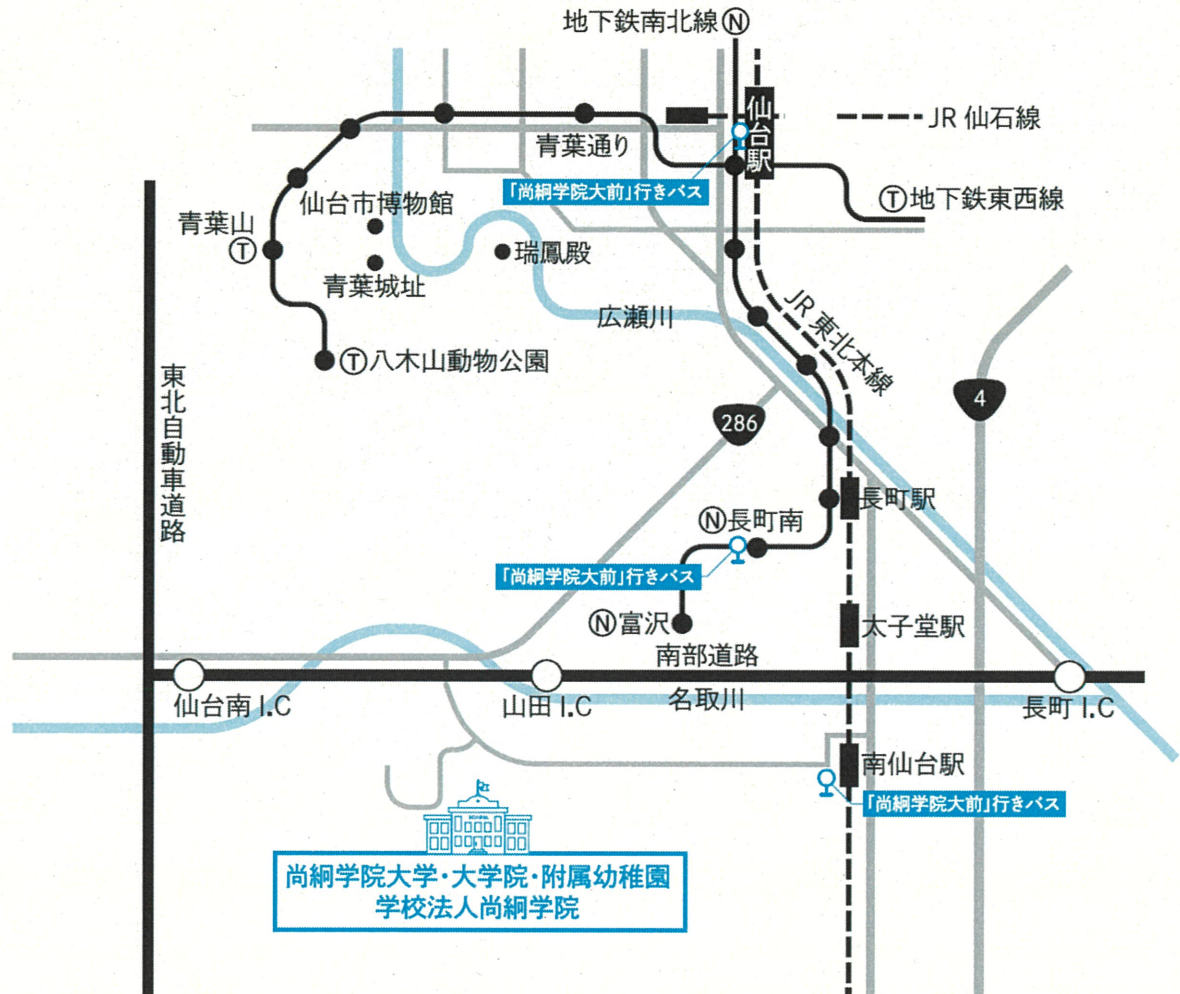 地下鉄南北線Ⓝ
仙台駅
JR 仙石線
青葉通り
「尚絅学院大前」行きバス
Ⓣ地下鉄東西線
仙台市博物館
青葉山
Ⓣ
青葉城址
瑞鳳殿
広瀬川
JR 東北本線
Ⓣ八木山動物公園
東北自動車道路
4
286
長町駅
Ⓝ長町南
「尚絅学院大前」行きバス
Ⓝ富沢
太子堂駅
南部道路
仙台南 I.C
山田 I.C
名取川
長町 I.C
南仙台駅
「尚絅学院大前」行きバス
SCHOOL
尚絅学院大学・大学院・附属幼稚園
学校法人尚絅学院